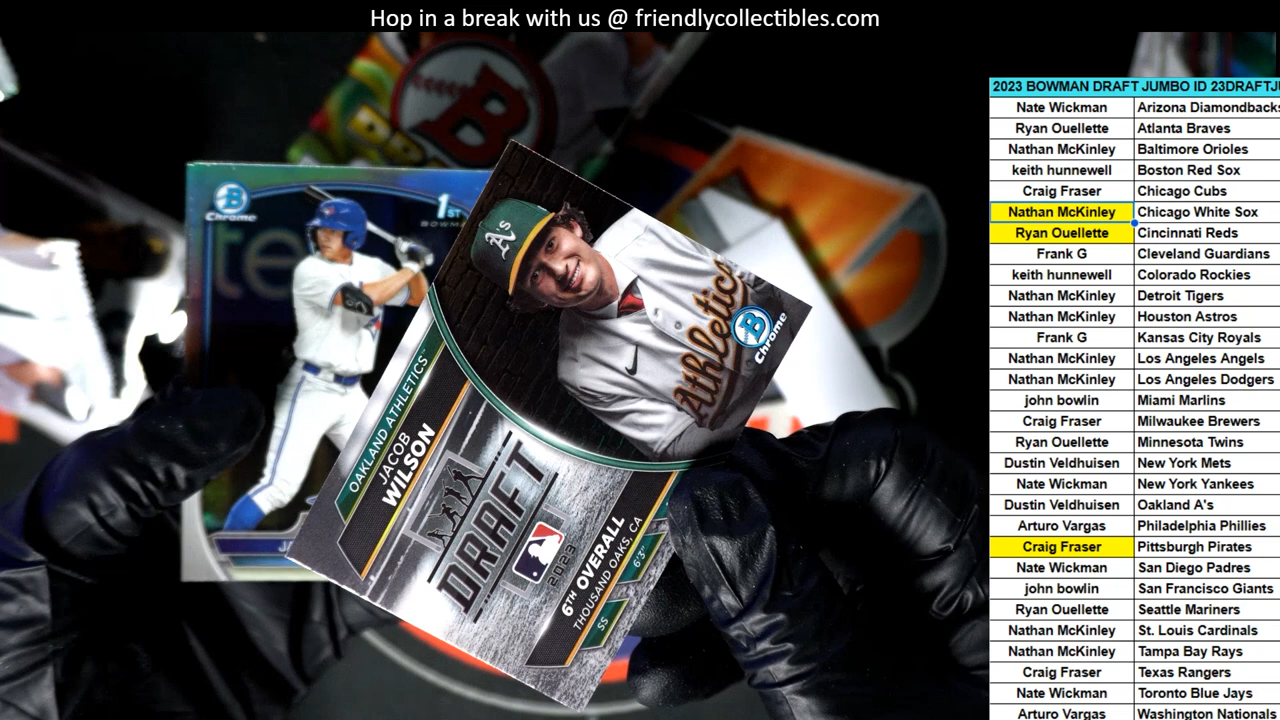 Hop in a break with us @ friendlycollectibles.com
2023 BOWMAN DRAFT JUMBO ID 23DRAFTJU
Nate Wickman Arizona Diamondbacks
Ryan Ouellette Atlanta Braves
Nathan McKinley Baltimore Orioles
keith hunnewell Boston Red Sox
Craig Fraser Chicago Cubs
Nathan McKinley Chicago White Sox
Ryan Ouellette Cincinnati Reds
Frank G Cleveland Guardians
keith hunnewell Colorado Rockies
Nathan McKinley Detroit Tigers
Nathan McKinley Houston Astros
Frank G Kansas City Royals
Nathan McKinley Los Angeles Angels
Nathan McKinley Los Angeles Dodgers
john bowlin Miami Marlins
Craig Fraser Milwaukee Brewers
Ryan Ouellette Minnesota Twins
Dustin Veldhuisen New York Mets
Nate Wickman New York Yankees
Dustin Veldhuisen Oakland A's
Arturo Vargas Philadelphia Phillies
Craig Fraser Pittsburgh Pirates
Nate Wickman San Diego Padres
john bowlin San Francisco Giants
Ryan Ouellette Seattle Mariners
Nathan McKinley St. Louis Cardinals
Nathan McKinley Tampa Bay Rays
Craig Fraser Texas Rangers
Nate Wickman Toronto Blue Jays
Arturo Vargas Washington Nationals
B
Chrome
1ST
A's
Athletics
B
Chrome
OAKLAND ATHLETICS
JACOB
WILSON
DRAFT
2023
6TH OVERALL
THOUSAND OAKS, CA
SS 6'3"